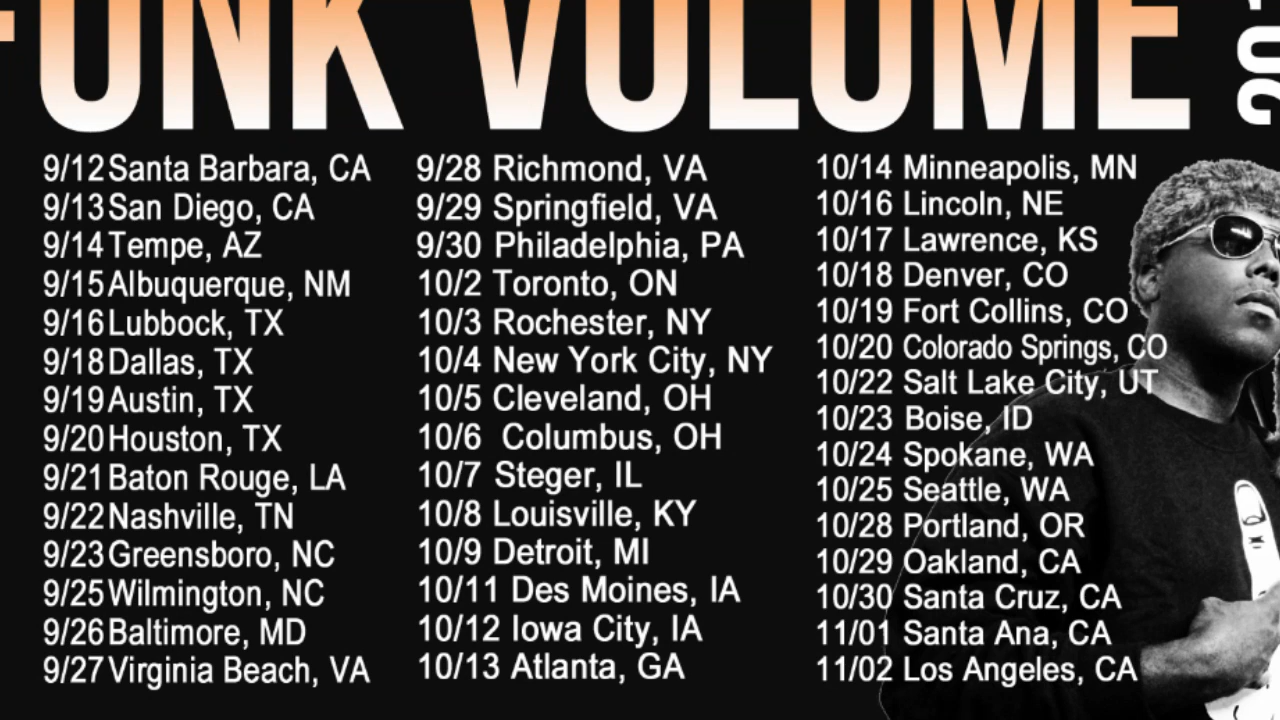 FUNK VOLUME
9/12 Santa Barbara, CA
9/13 San Diego, CA
9/14 Tempe, AZ
9/15 Albuquerque, NM
9/16 Lubbock, TX
9/18 Dallas, TX
9/19 Austin, TX
9/20 Houston, TX
9/21 Baton Rouge, LA
9/22 Nashville, TN
9/23 Greensboro, NC
9/25 Wilmington, NC
9/26 Baltimore, MD
9/27 Virginia Beach, VA
9/28 Richmond, VA
9/29 Springfield, VA
9/30 Philadelphia, PA
10/2 Toronto, ON
10/3 Rochester, NY
10/4 New York City, NY
10/5 Cleveland, OH
10/6 Columbus, OH
10/7 Steger, IL
10/8 Louisville, KY
10/9 Detroit, MI
10/11 Des Moines, IA
10/12 Iowa City, IA
10/13 Atlanta, GA
10/14 Minneapolis, MN
10/16 Lincoln, NE
10/17 Lawrence, KS
10/18 Denver, CO
10/19 Fort Collins, CO
10/20 Colorado Springs, CO
10/22 Salt Lake City, UT
10/23 Boise, ID
10/24 Spokane, WA
10/25 Seattle, WA
10/28 Portland, OR
10/29 Oakland, CA
10/30 Santa Cruz, CA
11/01 Santa Ana, CA
11/02 Los Angeles, CA